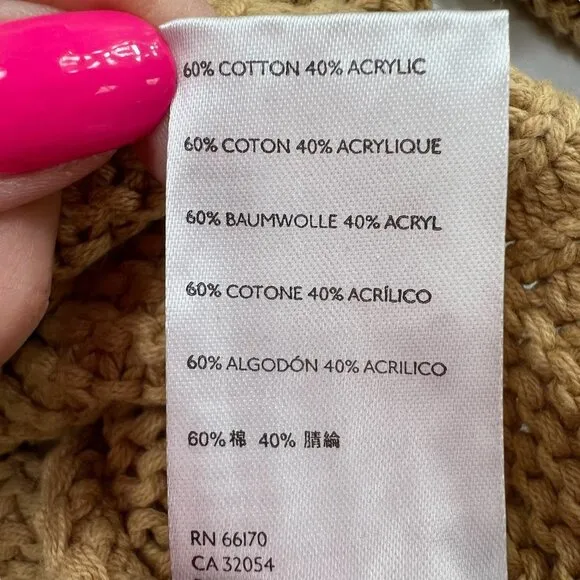 60% COTTON 40% ACRYLIC
60% COTON 40% ACRYLIQUE
60% BAUMWOLLE 40% ACRYL
60% COTONE 40% ACRÍLICO
60% ALGODÓN 40% ACRILICO
60% 棉 40% 腈綸
RN 66170
CA 32054